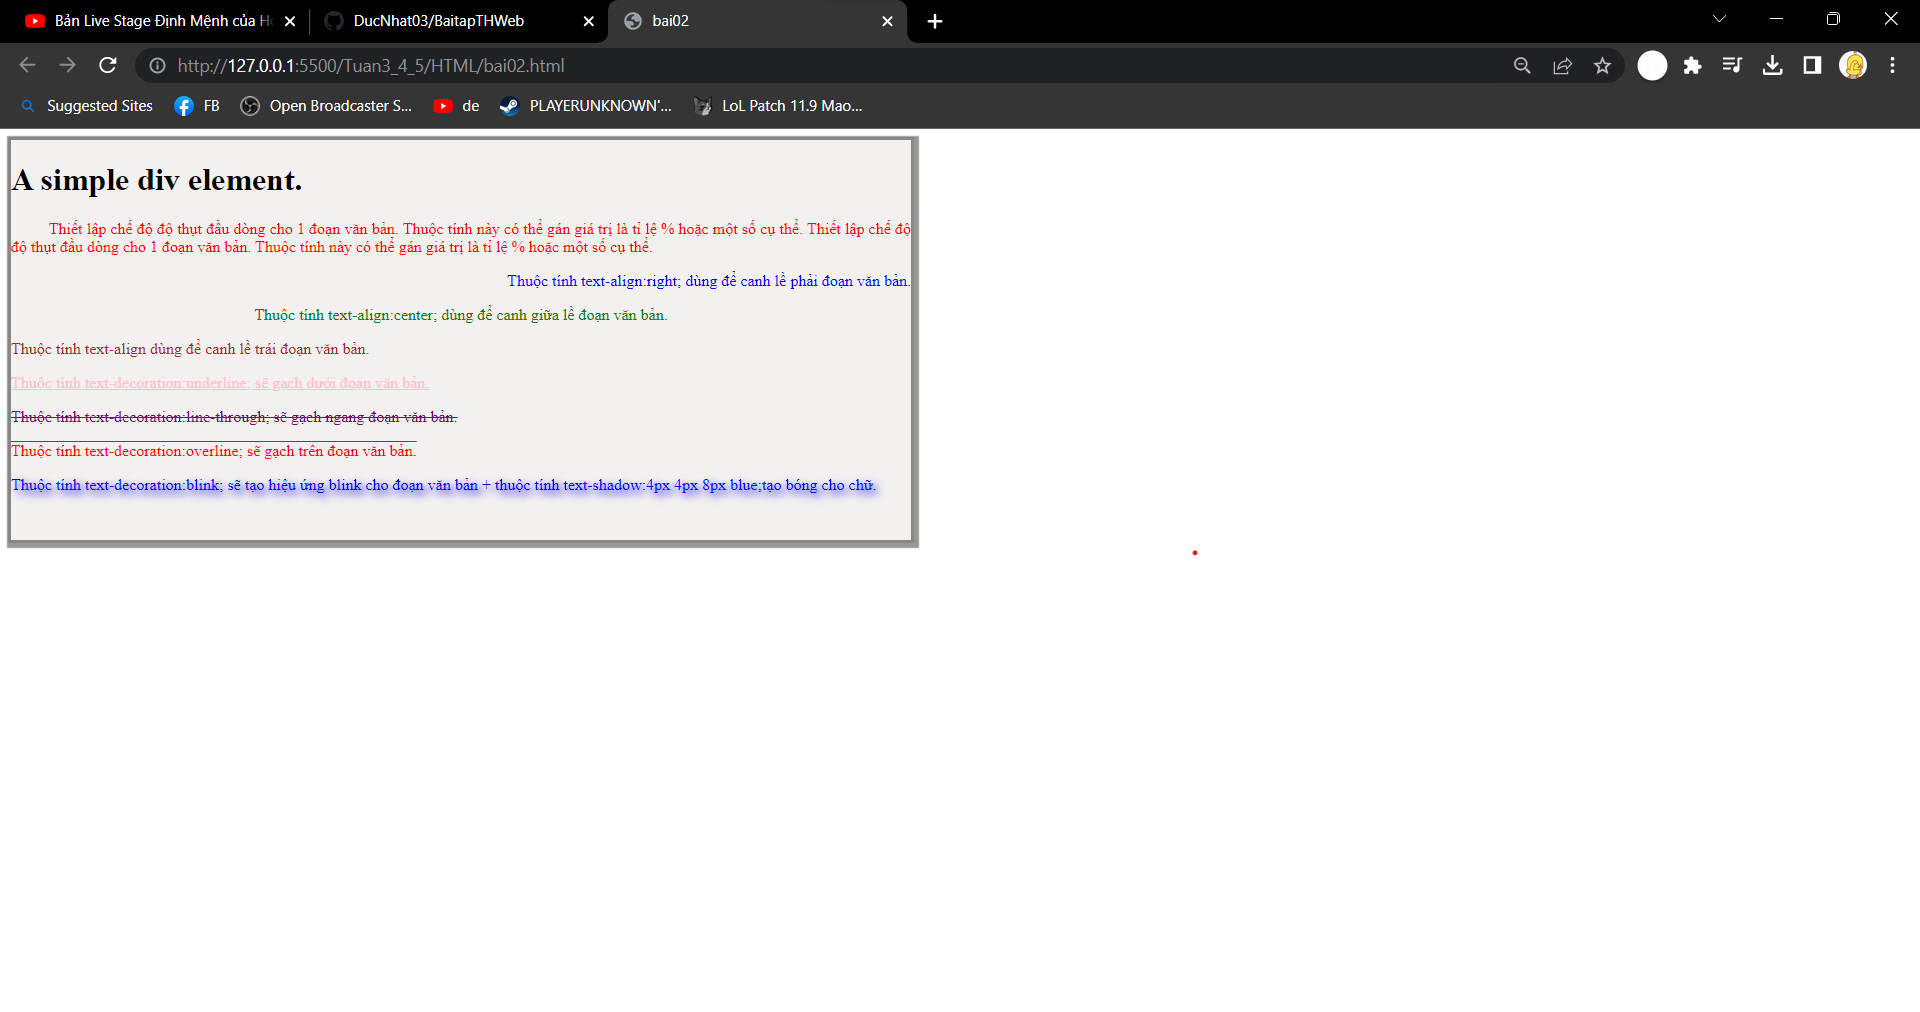 Bản Live Stage Định Mệnh của
DucNhat03/BaitapTHWeb
bai02
http://127.0.0.1:5500/Tuan3_4_5/HTML/bai02.html
Suggested Sites
FB
Open Broadcaster S...
de
PLAYERUNKNOWN'...
LoL Patch 11.9 Mao...
A simple div element.
Thiết lập chế độ độ thụt đầu dòng cho 1 đoạn văn bản. Thuộc tính này có thể gán giá trị là tỉ lệ % hoặc một số cụ thể. Thiết lập chế độ
độ thụt đầu dòng cho 1 đoạn văn bản. Thuộc tính này có thể gán giá trị là tỉ lệ % hoặc một số cụ thể.
Thuộc tính text-align:right; dùng để canh lề phải đoạn văn bản.
Thuộc tính text-align:center; dùng để canh giữa lề đoạn văn bản.
Thuộc tính text-align dùng để canh lề trái đoạn văn bản.
Thuộc tính text-decoration:underline; sẽ gạch dưới đoạn văn bản.
Thuộc tính text-decoration:line-through; sẽ gạch ngang đoạn văn bản.
Thuộc tính text-decoration:overline; sẽ gạch trên đoạn văn bản.
Thuộc tính text-decoration:blink; sẽ tạo hiệu ứng blink cho đoạn văn bản + thuộc tính text-shadow:4px 4px 8px blue;tạo bóng cho chữ.